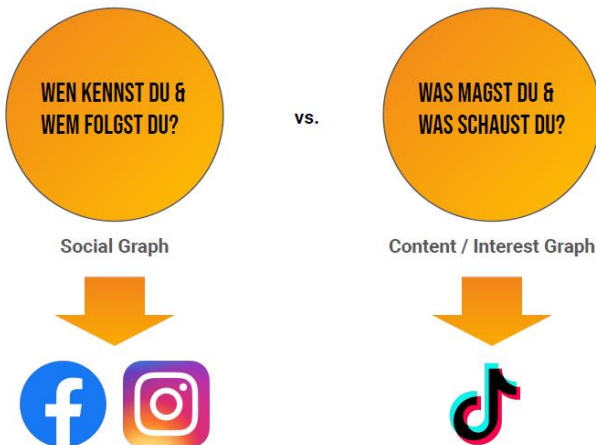 WEN KENNST DU &
WEM FOLGST DU?
vs.
WAS MAGST DU &
WAS SCHAUST DU?
Social Graph
Content / Interest Graph